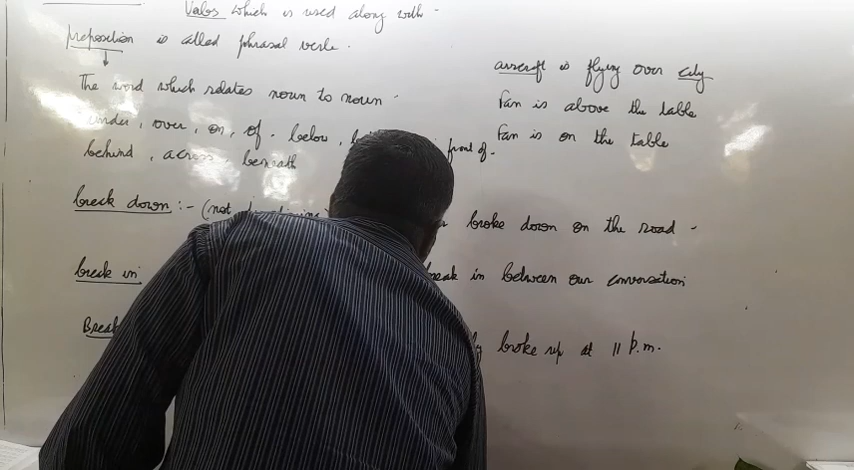 Verbs which is used along with -
preposition is called phrasal verb.
The word which relates noun to noun -
under, over, on, of. below,
front of.
behind, across, beneath
aircraft is flying over city
Fan is above the table
Fan is on the table
break down :- (not
broke down on the road -
break in
break in between our conversation
Break
broke up at 11 p.m.